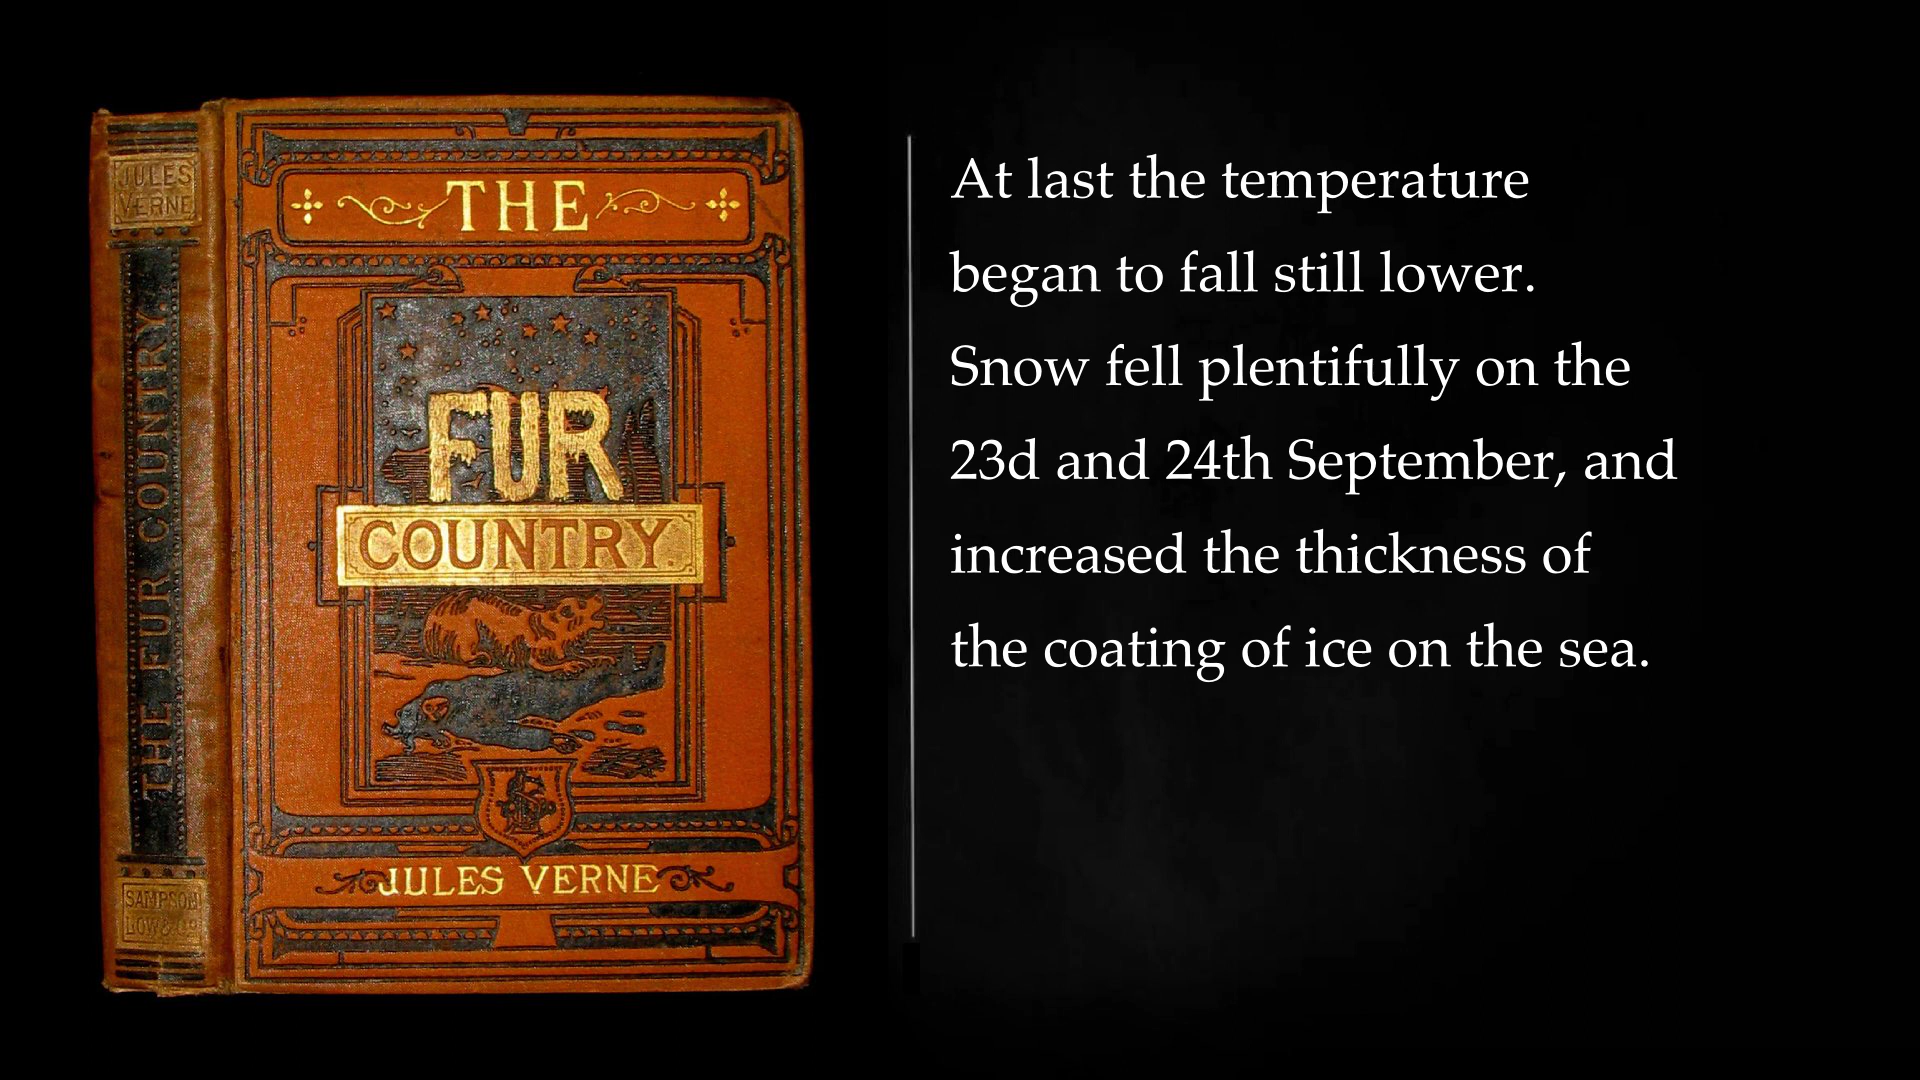 JULES
VERNE
THE FUR COUNTRY.
SAMPSON
LOW & Co
THE
FUR
COUNTRY.
JULES VERNE
At last the temperature
began to fall still lower.
Snow fell plentifully on the
23d and 24th September, and
increased the thickness of
the coating of ice on the sea.